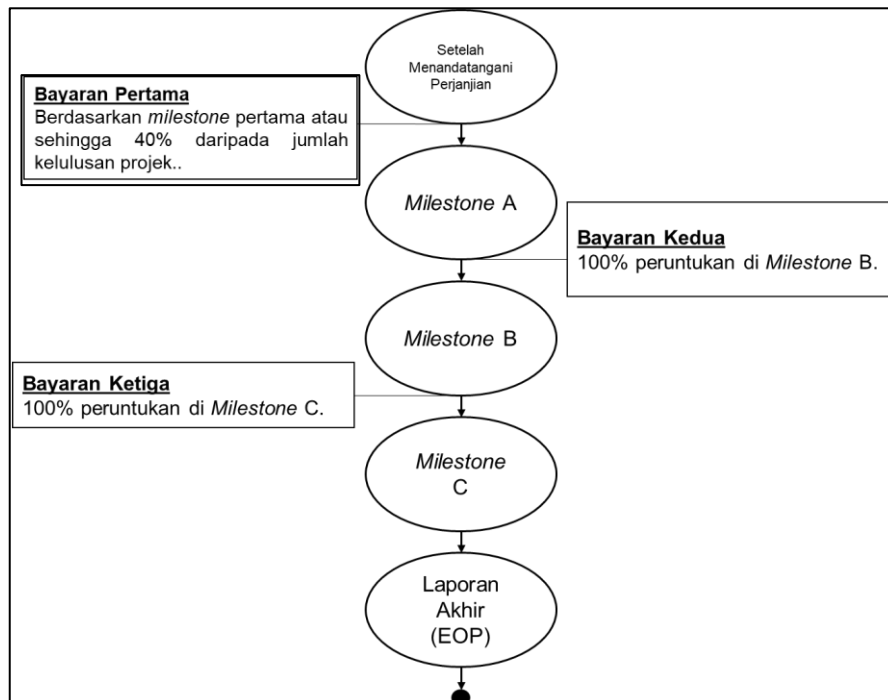 Setelah
Menandatangani
Perjanjian
Bayaran Pertama
Berdasarkan milestone pertama atau
sehingga 40% daripada jumlah
kelulusan projek..
Milestone A
Bayaran Kedua
100% peruntukan di Milestone B.
Milestone B
Bayaran Ketiga
100% peruntukan di Milestone C.
Milestone
C
Laporan
Akhir
(EOP)